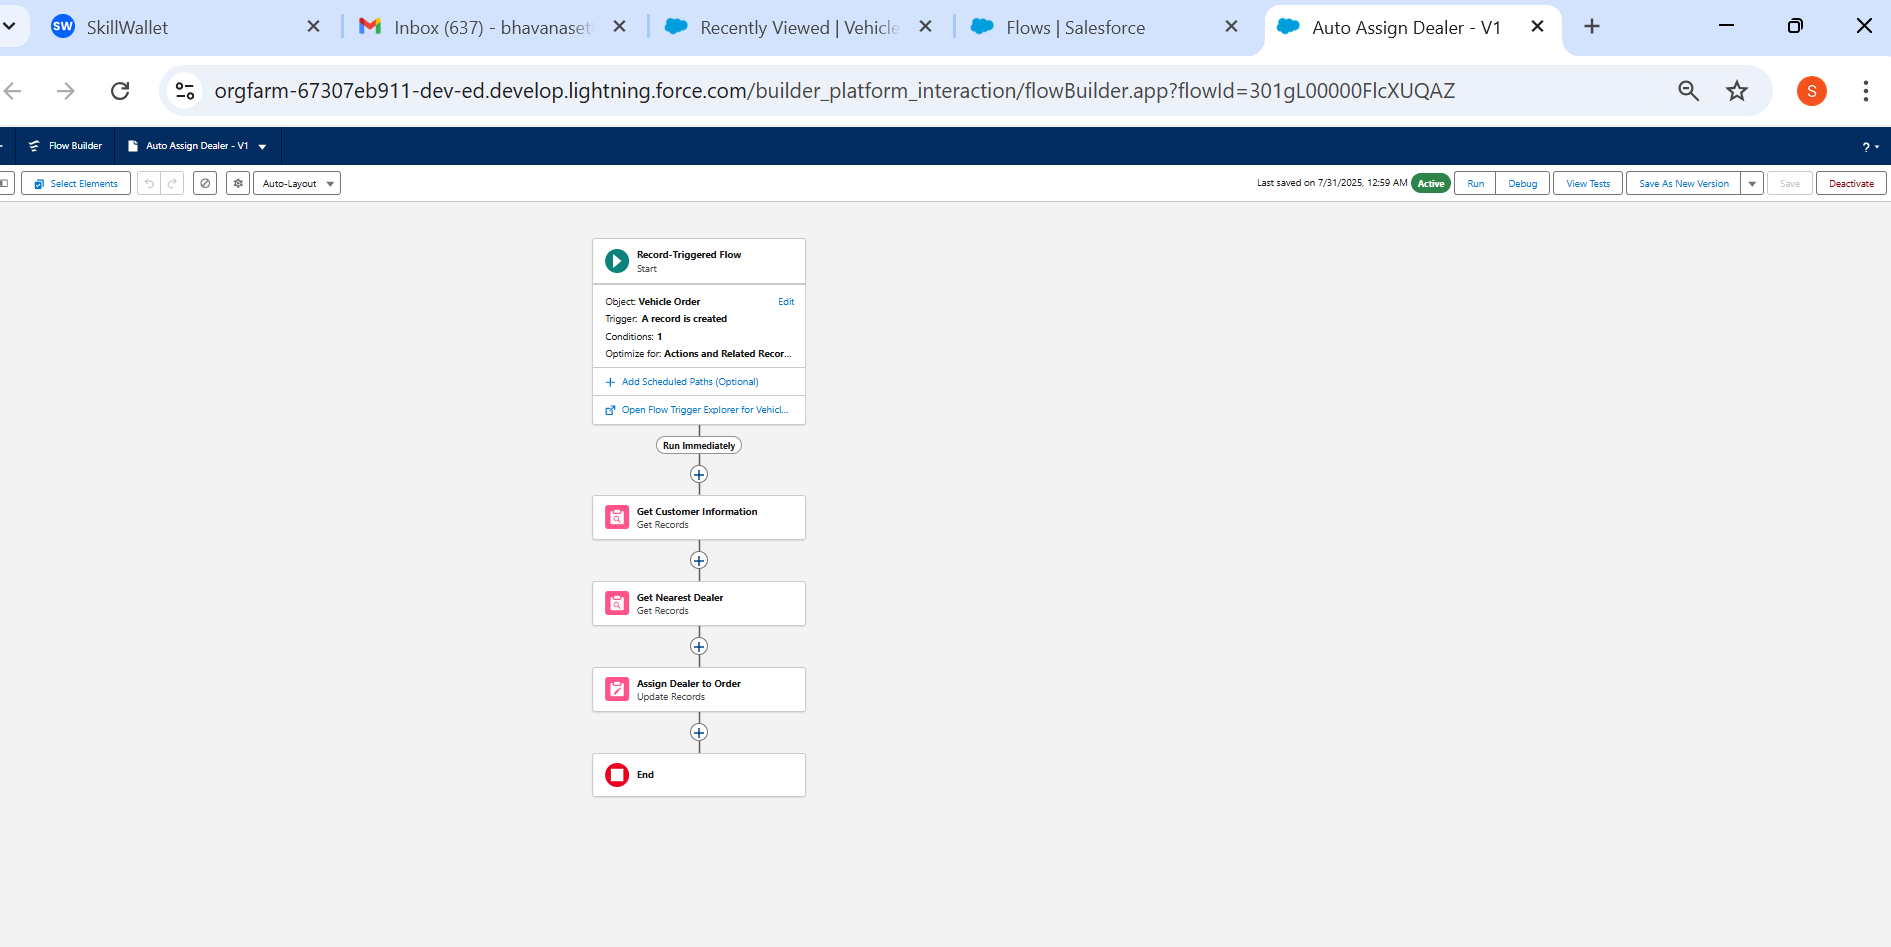 SW SkillWallet
Inbox (637) - bhavanaset
Recently Viewed | Vehicle
Flows | Salesforce
Auto Assign Dealer - V1
orgfarm-67307eb911-dev-ed.develop.lightning.force.com/builder_platform_interaction/flowBuilder.app?flowId=301gL00000FlcXUQAZ
S
Flow Builder
Auto Assign Dealer - V1
?
Select Elements
Auto-Layout
Last saved on 7/31/2025, 12:59 AM
Active
Run
Debug
View Tests
Save As New Version
Save
Deactivate
Record-Triggered Flow
Start
Object: Vehicle Order
Edit
Trigger: A record is created
Conditions: 1
Optimize for: Actions and Related Recor...
Add Scheduled Paths (Optional)
Open Flow Trigger Explorer for Vehicl...
Run Immediately
Get Customer Information
Get Records
Get Nearest Dealer
Get Records
Assign Dealer to Order
Update Records
End